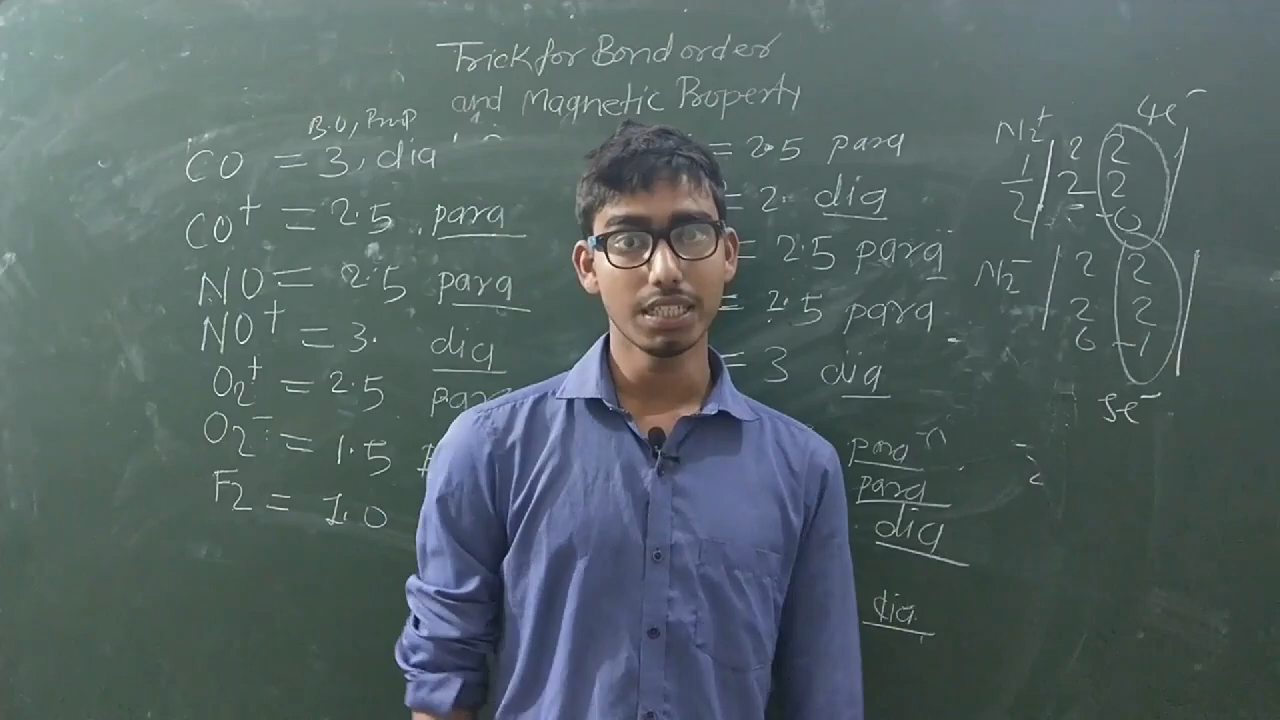 Trick for Bond order
and Magnetic Property
B.O, Prop
CO = 3, dia
CO+ = 2.5 para
NO = 2.5 para
NO+ = 3. dia
O2+ = 2.5 para
O2- = 1.5
F2 = 1.0
= 2.5 para
= 2. dia
= 2.5 para
= 2.5 para
= 3 dia
para
para
dia
dia
4e-
N2+ 2 2
1 2 2
2 0
N2- 2 2
2 2
6 -1
5e-
2